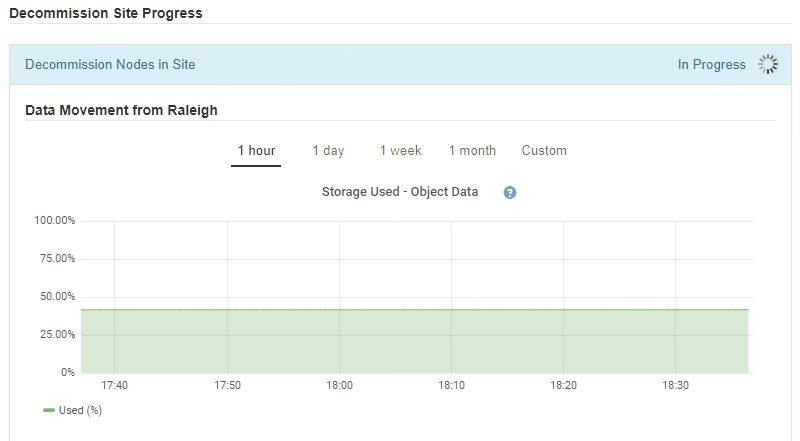 Decommission Site Progress
Decommission Nodes in Site In Progress
Data Movement from Raleigh
1 hour 1 day 1 week 1 month Custom
Storage Used - Object Data ?
100.00%
75.00%
50.00%
25.00%
0%
17:40 17:50 18:00 18:10 18:20 18:30
Used (%)